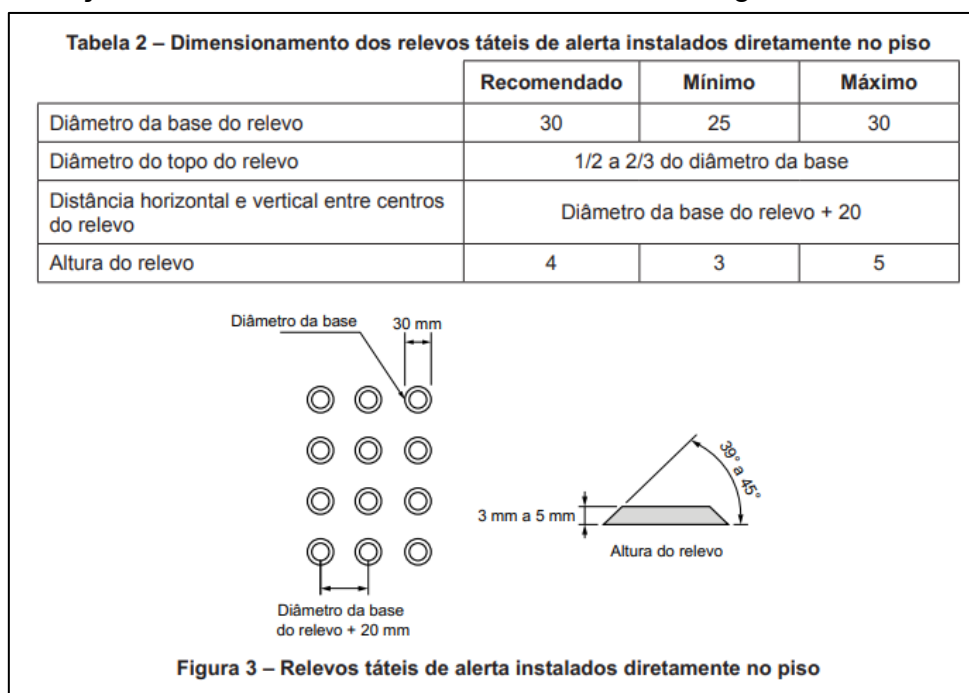 Tabela 2 – Dimensionamento dos relevos táteis de alerta instalados diretamente no piso
Recomendado Mínimo Máximo
Diâmetro da base do relevo 30 25 30
Diâmetro do topo do relevo 1/2 a 2/3 do diâmetro da base
Distância horizontal e vertical entre centros
do relevo Diâmetro da base do relevo + 20
Altura do relevo 4 3 5
Diâmetro da base 30 mm
39° a 45°
3 mm a 5 mm
Altura do relevo
Diâmetro da base
do relevo + 20 mm
Figura 3 – Relevos táteis de alerta instalados diretamente no piso